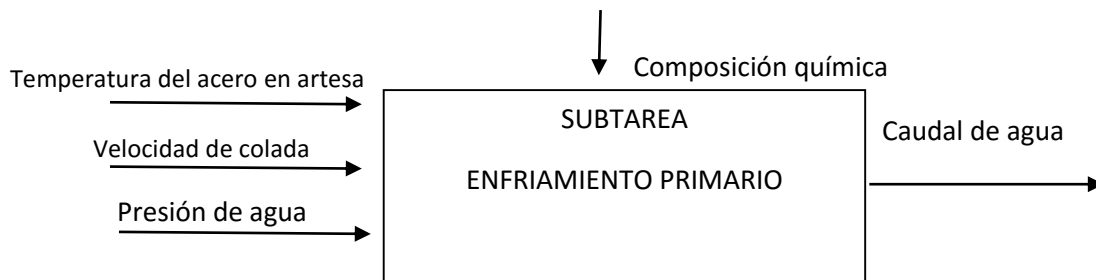 Composición química
Temperatura del acero en artesa
SUBTAREA
Caudal de agua
Velocidad de colada
ENFRIAMIENTO PRIMARIO
Presión de agua